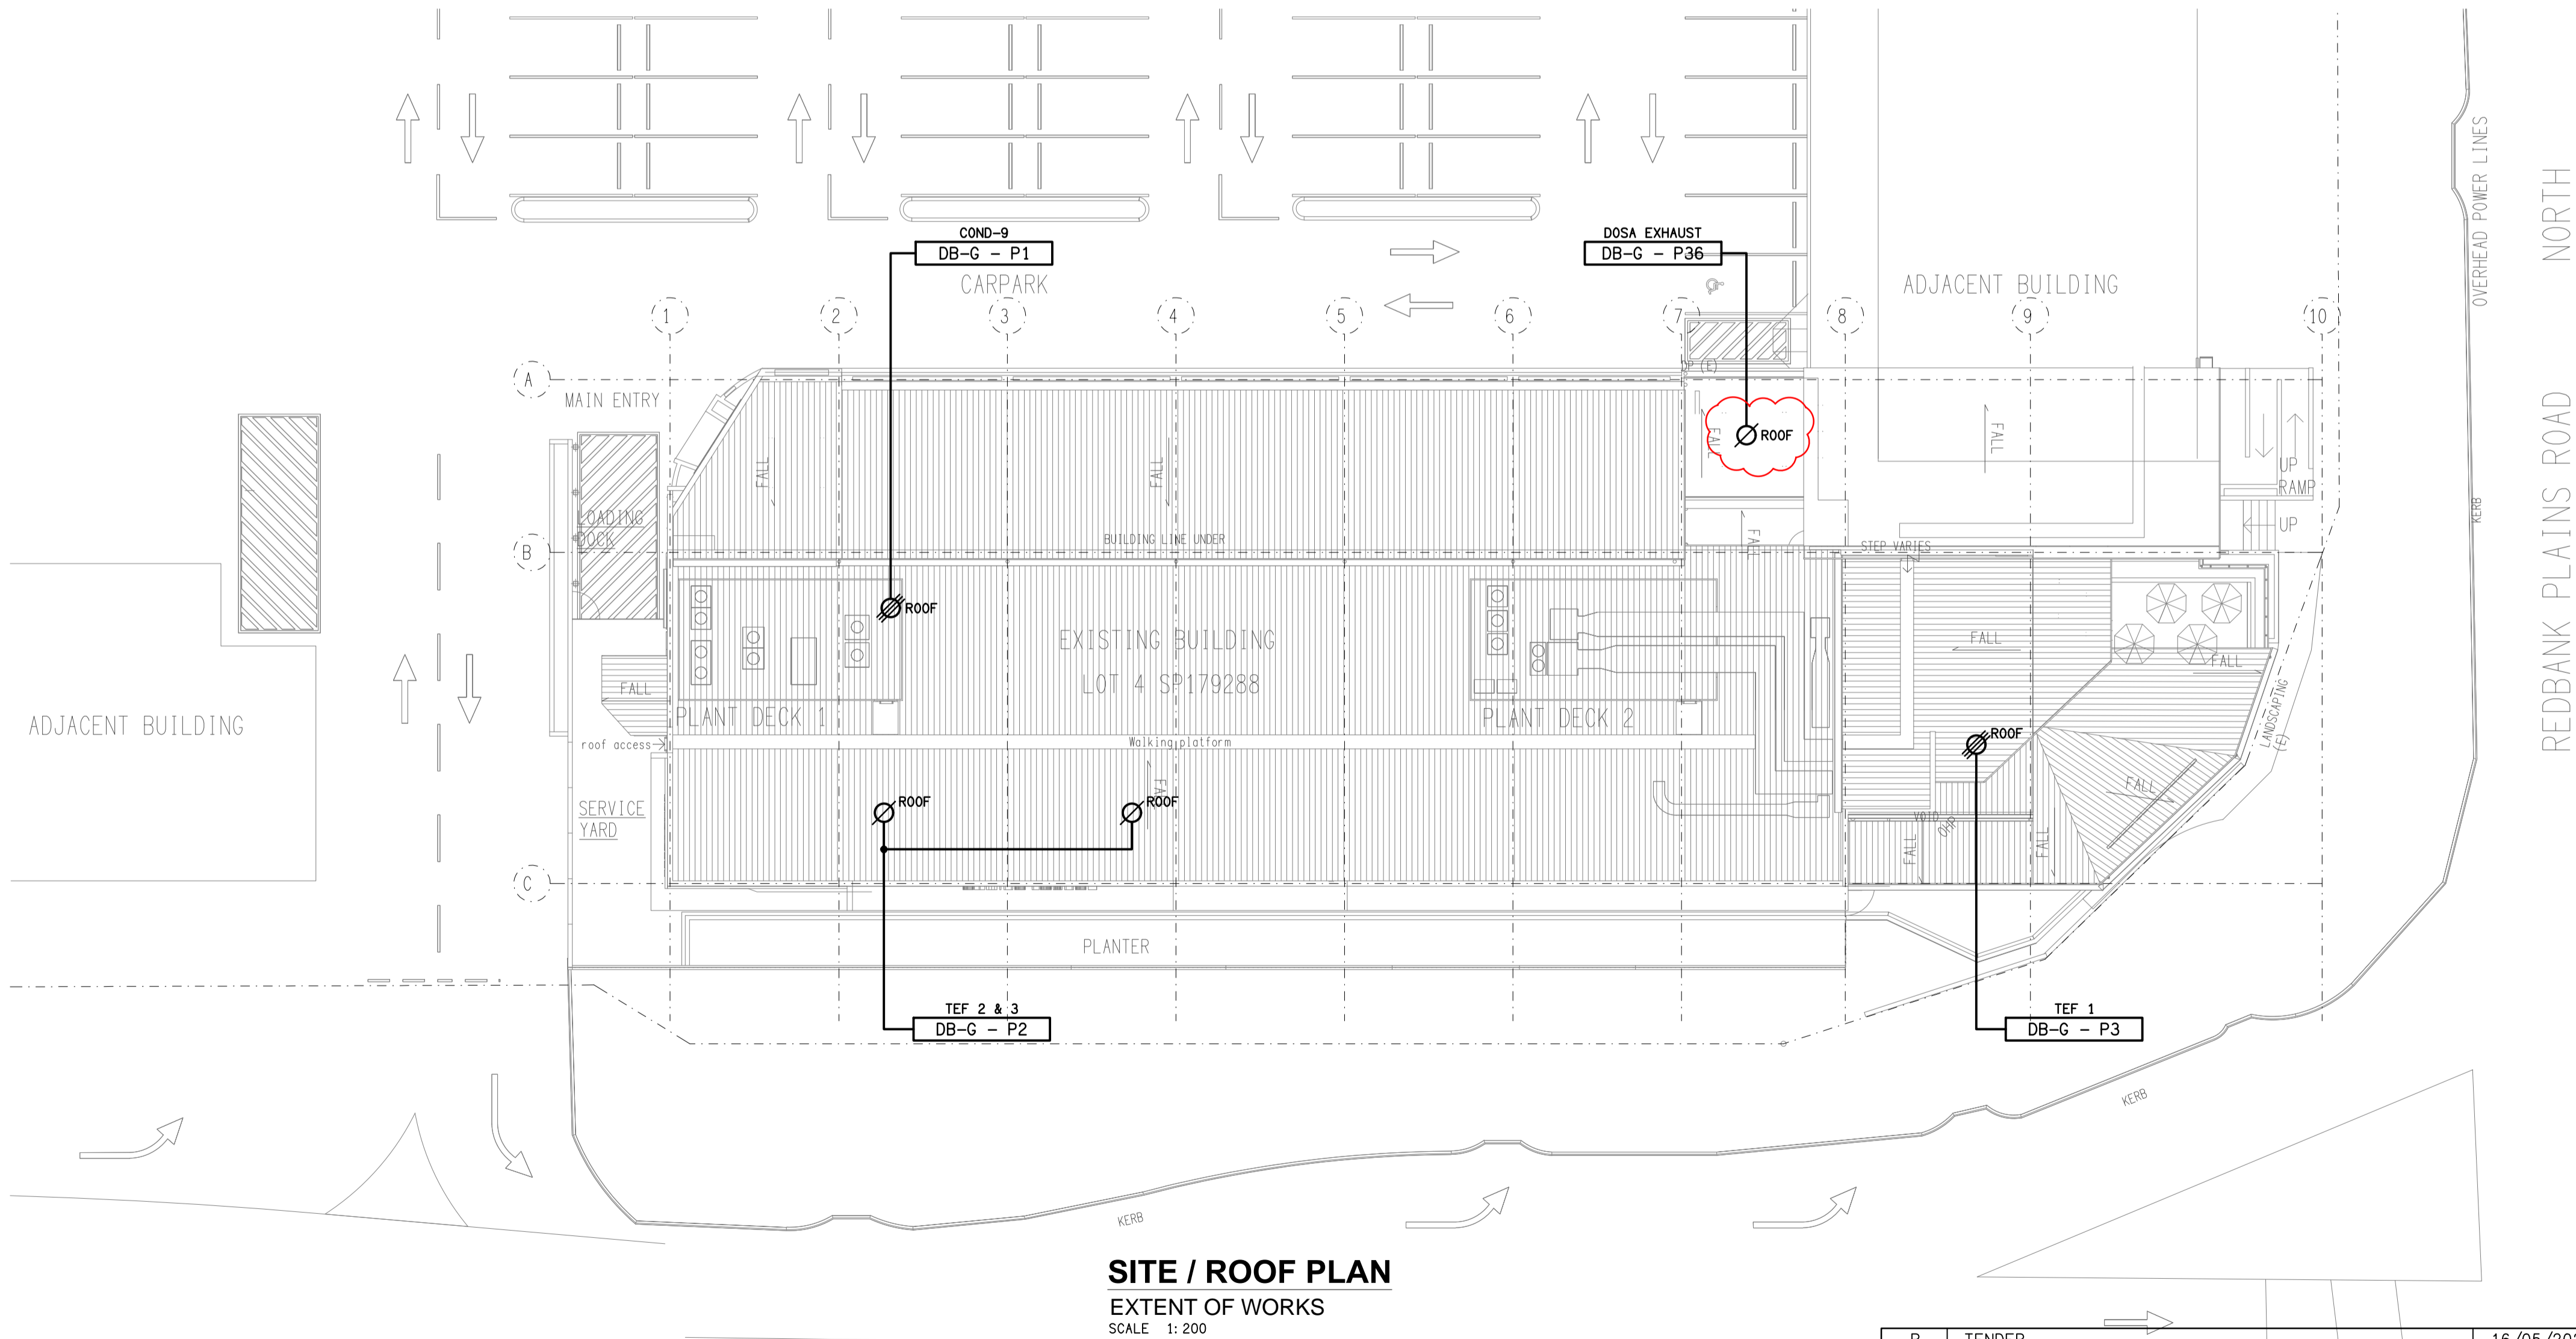 OVERHEAD POWER LINES
NORTH
REDBANK PLAINS ROAD
COND-9
DB-G - P1
DOSA EXHAUST
DB-G - P36
CARPARK
ADJACENT BUILDING
1
2
3
4
5
6
7
8
9
10
A
DP (E)
MAIN ENTRY
FALL
FALL
FALL
ROOF
FALL
UP
RAMP
UP
KERB
LOADING
DOCK
B
BUILDING LINE UNDER
FALL
STEP VARIES
ROOF
EXISTING BUILDING
LOT 4 SP179288
FALL
FALL
FALL
PLANT DECK 1
PLANT DECK 2
LANDSCAPING
(E)
ADJACENT BUILDING
roof access
Walking platform
ROOF
FALL
ROOF
ROOF
FALL
SERVICE
YARD
VOID
OHP
FALL
FALL
C
PLANTER
TEF 2 & 3
DB-G - P2
TEF 1
DB-G - P3
KERB
KERB
SITE / ROOF PLAN
EXTENT OF WORKS
SCALE 1:200
B TENDER